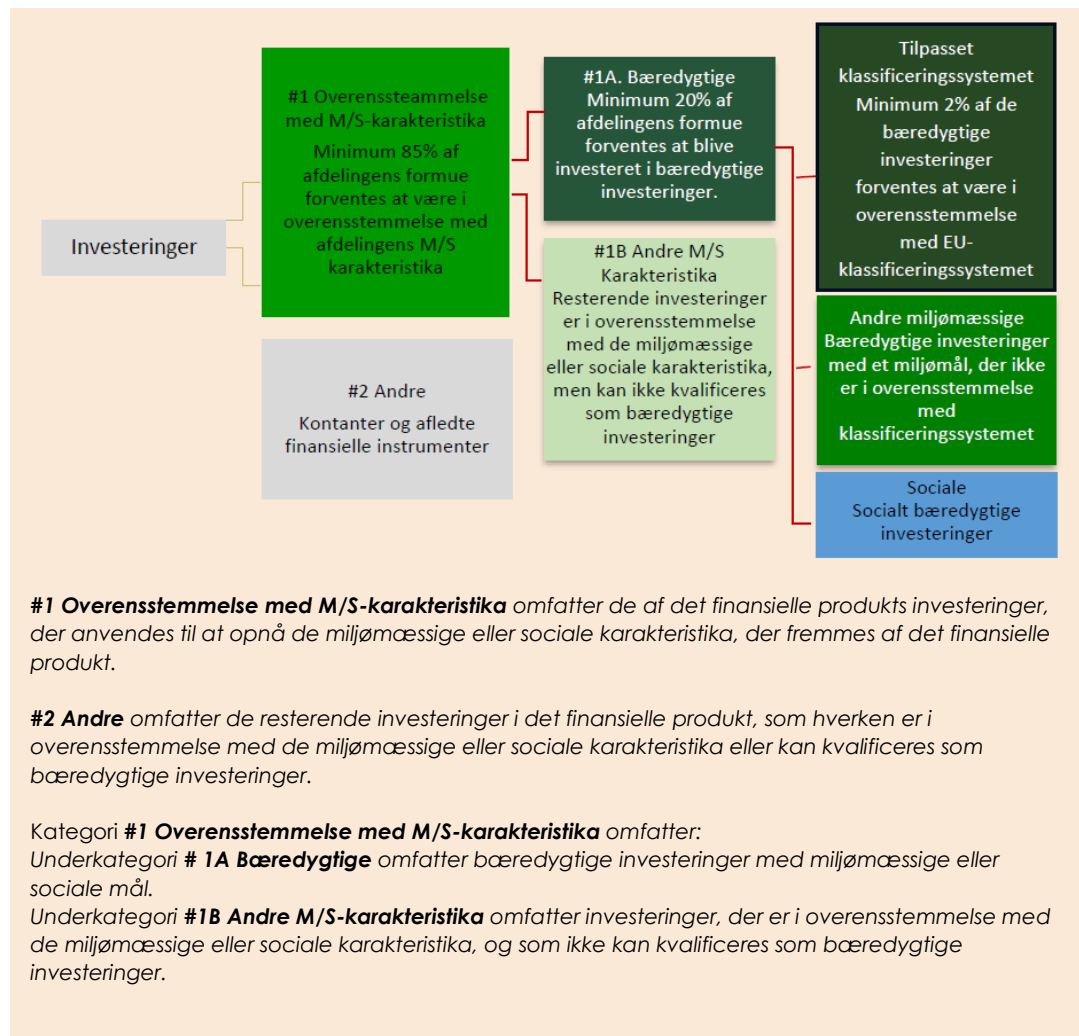 Investeringer
#1 Overenssteammelse
med M/S-karakteristika
Minimum 85% af
afdelingens formue
forventes at være i
overensstemmelse med
afdelingens M/S
karakteristika
#2 Andre
Kontanter og afledte
finansielle instrumenter
#1A. Bæredygtige
Minimum 20% af
afdelingens formue
forventes at blive
investeret i bæredygtige
investeringer.
#1B Andre M/S
Karakteristika
Resterende investeringer
er i overensstemmelse
med de miljømæssige
eller sociale karakteristika,
men kan ikke kvalificeres
som bæredygtige
investeringer
Tilpasset
klassificeringssystemet
Minimum 2% af de
bæredygtige
investeringer
forventes at være i
overensstemmelse
med EU-
klassificeringssystemet
Andre miljømæssige
Bæredygtige investeringer
med et miljømål, der ikke
er i overensstemmelse
med
klassificeringssystemet
Sociale
Socialt bæredygtige
investeringer
#1 Overensstemmelse med M/S-karakteristika omfatter de af det finansielle produkts investeringer,
der anvendes til at opnå de miljømæssige eller sociale karakteristika, der fremmes af det finansielle
produkt.
#2 Andre omfatter de resterende investeringer i det finansielle produkt, som hverken er i
overensstemmelse med de miljømæssige eller sociale karakteristika eller kan kvalificeres som
bæredygtige investeringer.
Kategori #1 Overensstemmelse med M/S-karakteristika omfatter:
Underkategori # 1A Bæredygtige omfatter bæredygtige investeringer med miljømæssige eller
sociale mål.
Underkategori #1B Andre M/S-karakteristika omfatter investeringer, der er i overensstemmelse med
de miljømæssige eller sociale karakteristika, og som ikke kan kvalificeres som bæredygtige
investeringer.